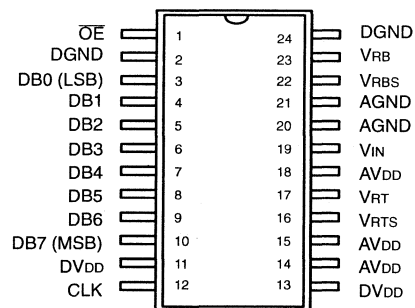 OE 1 24 DGND
DGND 2 23 VRB
DB0 (LSB) 3 22 VRBS
DB1 4 21 AGND
DB2 5 20 AGND
DB3 6 19 VIN
DB4 7 18 AVDD
DB5 8 17 VRT
DB6 9 16 VRTS
DB7 (MSB) 10 15 AVDD
DVDD 11 14 AVDD
CLK 12 13 DVDD